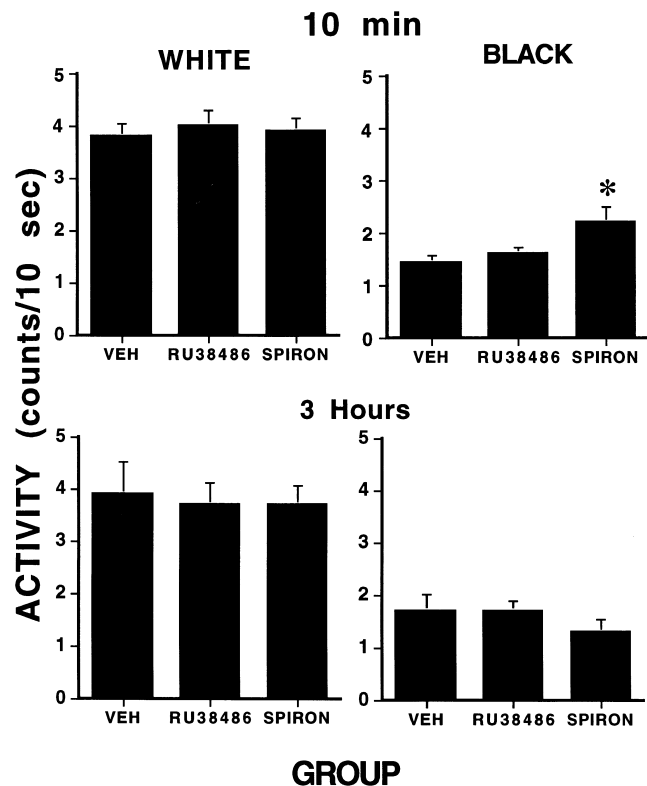 10 min
WHITE
BLACK
5
4
3
2
1
0
VEH RU38486 SPIRON
5
4
3
2
1
0
*
VEH RU38486 SPIRON
ACTIVITY (counts/10 sec)
3 Hours
5
4
3
2
1
0
VEH RU38486 SPIRON
5
4
3
2
1
0
VEH RU38486 SPIRON
GROUP